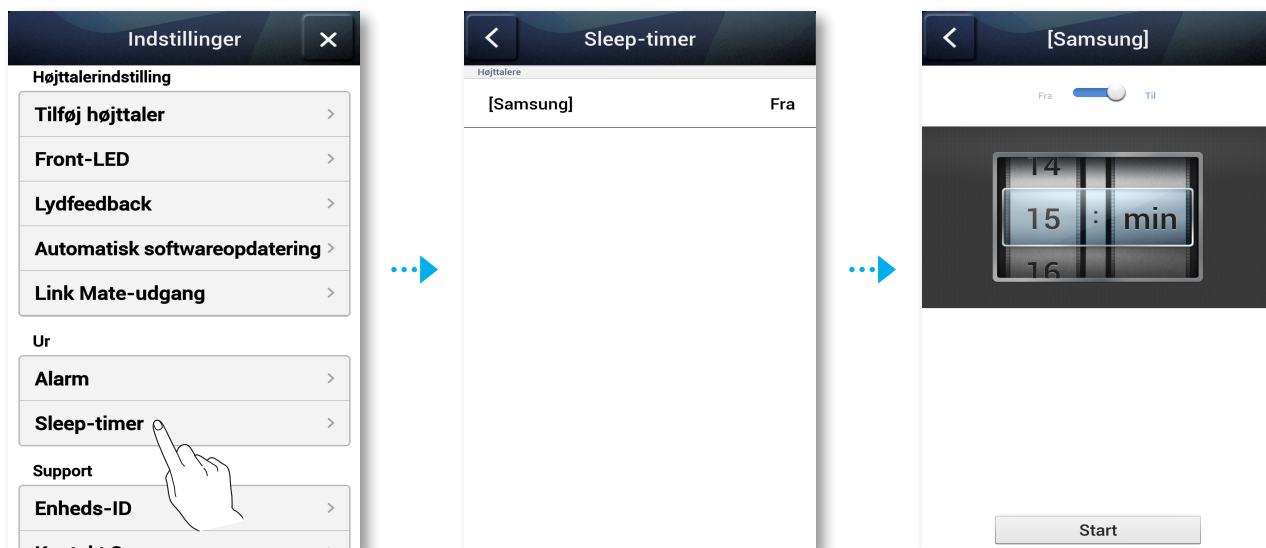 Indstillinger
Højttalerindstilling
Tilføj højttaler
Front-LED
Lydfeedback
Automatisk softwareopdatering
Link Mate-udgang
Ur
Alarm
Sleep-timer
Support
Enheds-ID
Sleep-timer
Højttalere
[Samsung] Fra
[Samsung]
Fra Til
14
15 : min
16
Start